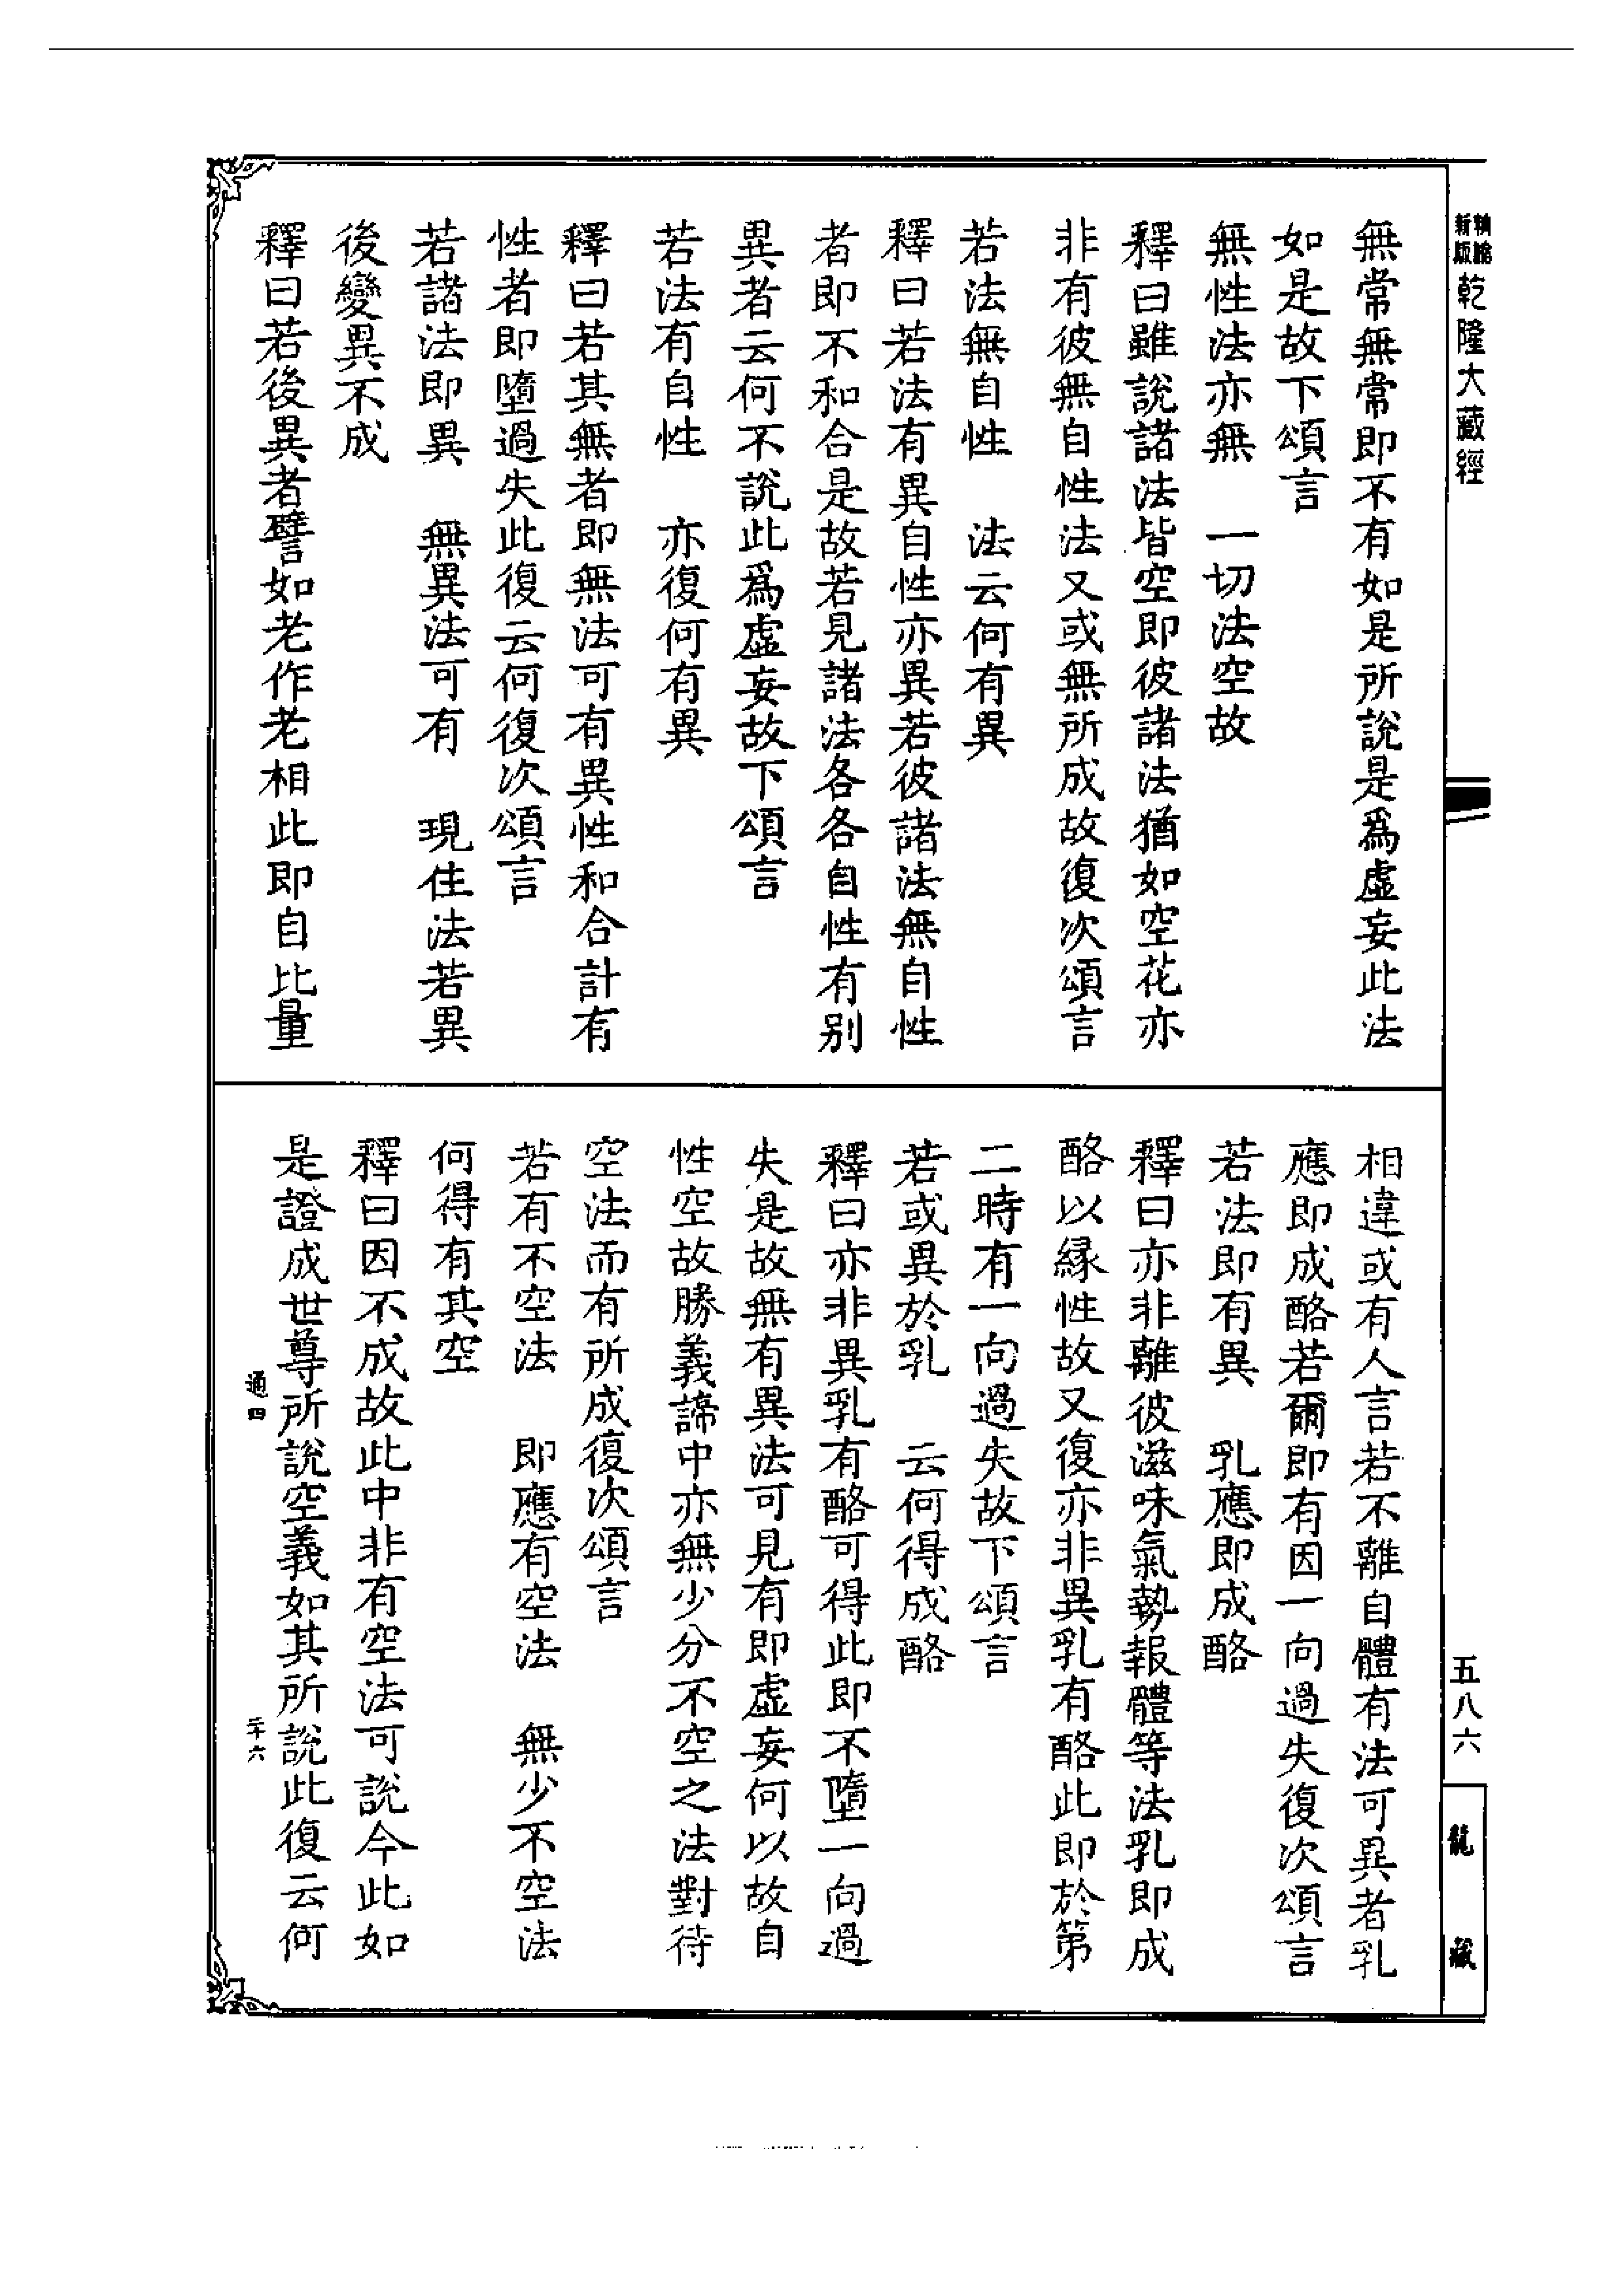 新版
精編
乾隆大藏經
五八六
龍藏
無常無常即不有如是所說是爲虛妄此法
如是故下頌言
無性法亦無　一切法空故
釋曰雖說諸法皆空即彼諸法猶如空花亦
非有彼無自性法又或無所成故復次頌言
若法無自性　法云何有異
釋曰若法有異自性亦異若彼諸法無自性
者即不和合是故若見諸法各各自性有别
異者云何不說此爲虛妄故下頌言
若法有自性　亦復何有異
釋曰若其無者即無法可有異性和合計有
性者即墮過失此復云何復次頌言
若諸法即異　無異法可有　現住法若異
後變異不成
釋曰若後異者譬如老作老相此即自比量
相違或有人言若不離自體有法可異者乳
應即成酪若爾即有因一向過失復次頌言
若法即有異　乳應即成酪
釋曰亦非離彼滋味氣勢報體等法乳即成
酪以緣性故又復亦非異乳有酪此即於第
二時有一向過失故下頌言
若或異於乳　云何得成酪
釋曰亦非異乳有酪可得此即不墮一向過
失是故無有異法可見有即虛妄何以故自
性空故勝義諦中亦無少分不空之法對待
空法而有所成復次頌言
若有不空法　即應有空法　無少不空法
何得有其空
釋曰因不成故此中非有空法可說今此如
是證成世尊所說空義如其所說此復云何
通四
二十六